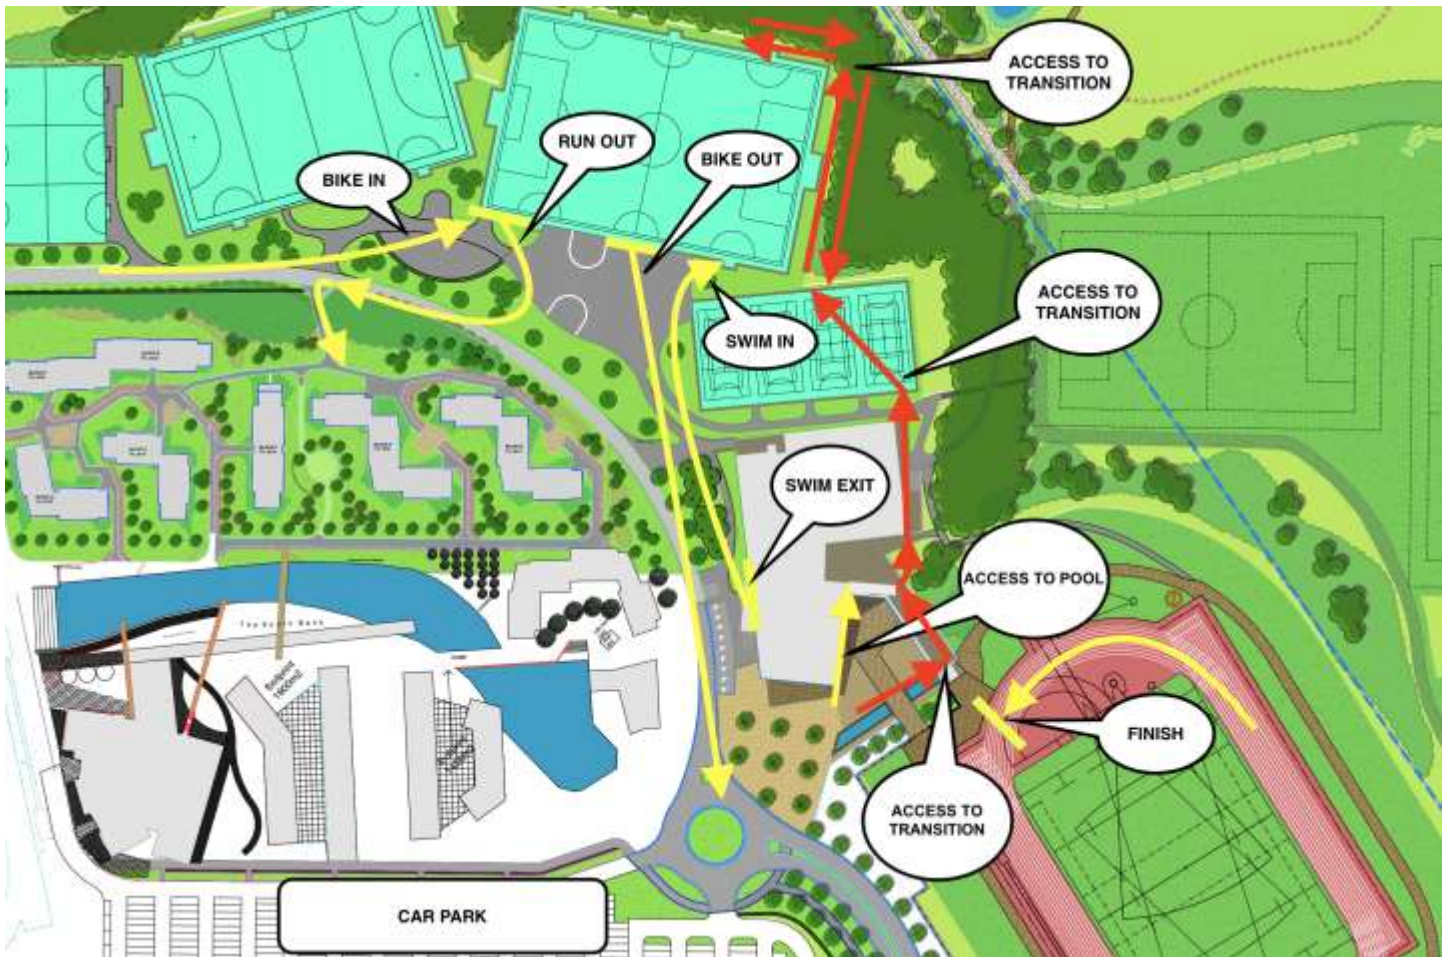 ACCESS TO
TRANSITION
RUN OUT
BIKE OUT
BIKE IN
ACCESS TO
TRANSITION
SWIM IN
SWIM EXIT
ACCESS TO POOL
FINISH
ACCESS TO
TRANSITION
CAR PARK